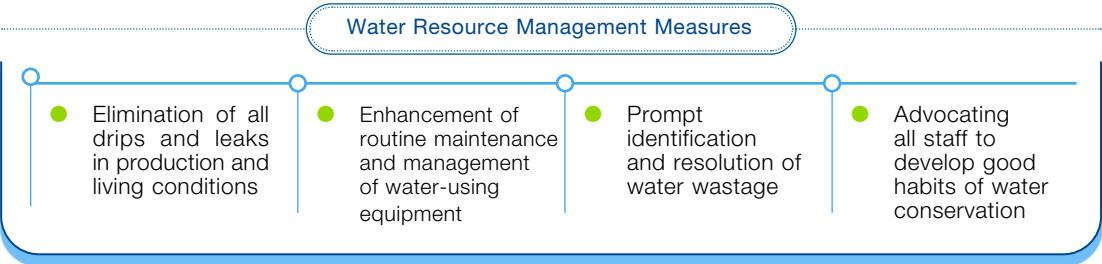 Water Resource Management Measures
Elimination of all
drips and leaks
in production and
living conditions
Enhancement of
routine maintenance
and management
of water-using
equipment
Prompt
identification
and resolution of
water wastage
Advocating
all staff to
develop good
habits of water
conservation